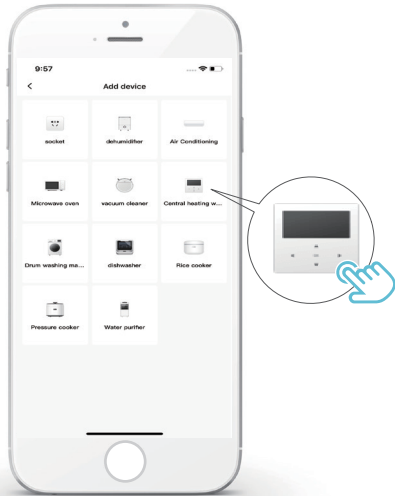 9:57
Add device
socket
dehumidifier
Air Conditioning
Microwave oven
vacuum cleaner
Central heating w...
Drum washing ma...
dishwasher
Rice cooker
Pressure cooker
Water purifier